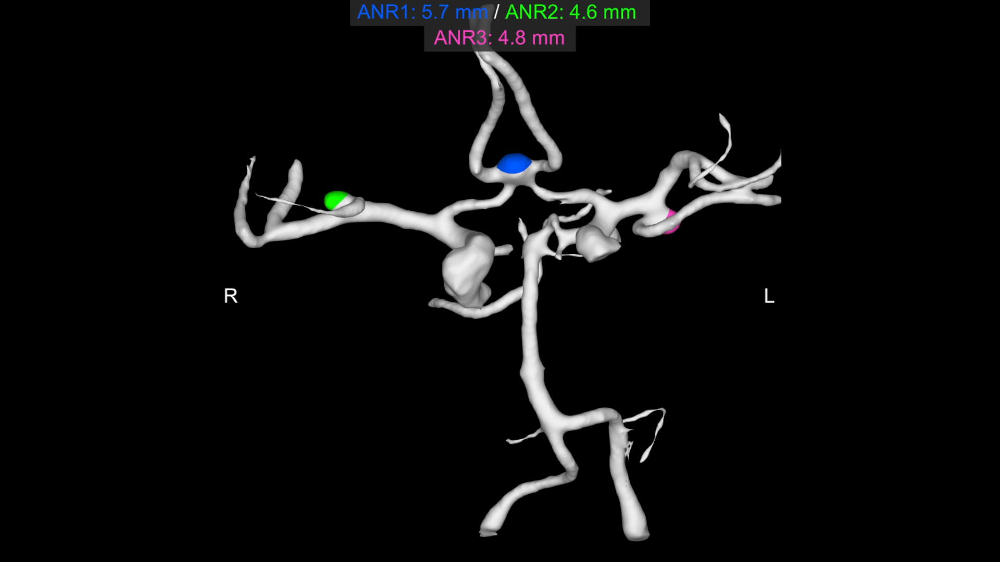 ANR1: 5.7 mm / ANR2: 4.6 mm
ANR3: 4.8 mm
R
L